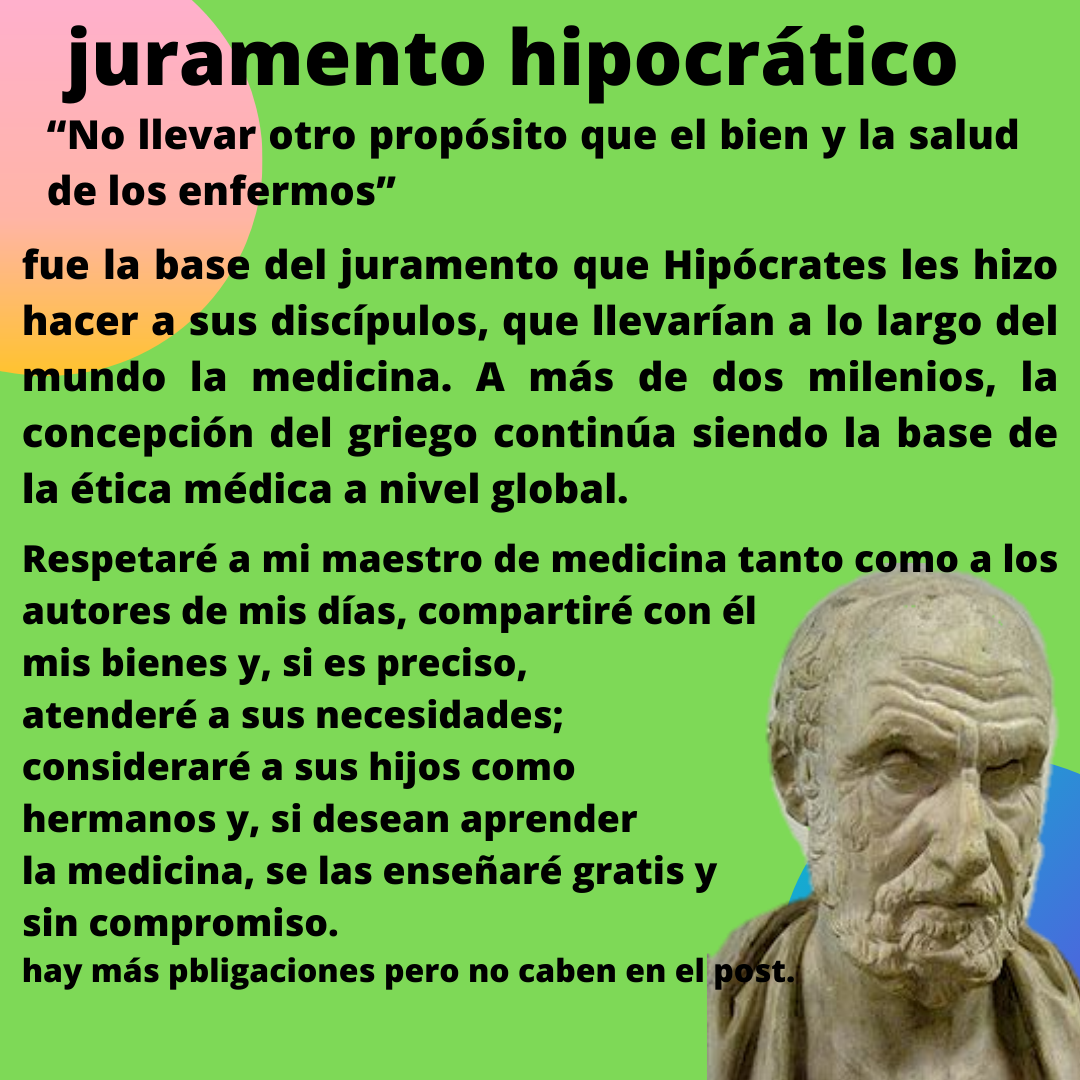 juramento hipocrático
“No llevar otro propósito que el bien y la salud
de los enfermos”
fue la base del juramento que Hipócrates les hizo
hacer a sus discípulos, que llevarían a lo largo del
mundo la medicina. A más de dos milenios, la
concepción del griego continúa siendo la base de
la ética médica a nivel global.
Respetaré a mi maestro de medicina tanto como a los
autores de mis días, compartiré con él
mis bienes y, si es preciso,
atenderé a sus necesidades;
consideraré a sus hijos como
hermanos y, si desean aprender
la medicina, se las enseñaré gratis y
sin compromiso.
hay más pbligaciones pero no caben en el post.